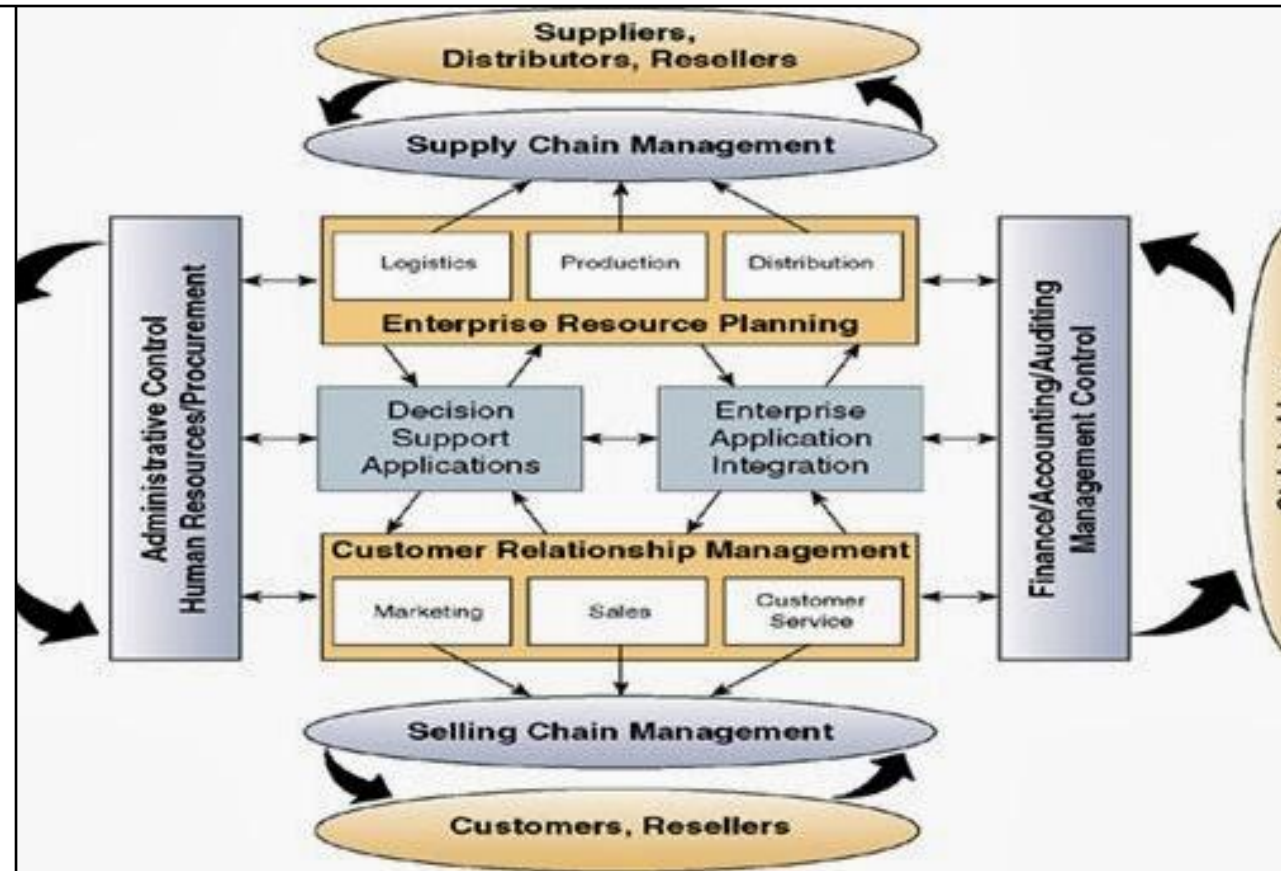 Suppliers,
Distributors, Resellers
Supply Chain Management
Logistics
Production
Distribution
Enterprise Resource Planning
Administrative Control
Human Resources/Procurement
Decision
Support
Applications
Enterprise
Application
Integration
Finance/Accounting/Auditing
Management Control
Customer Relationship Management
Marketing
Sales
Customer
Service
Selling Chain Management
Customers, Resellers